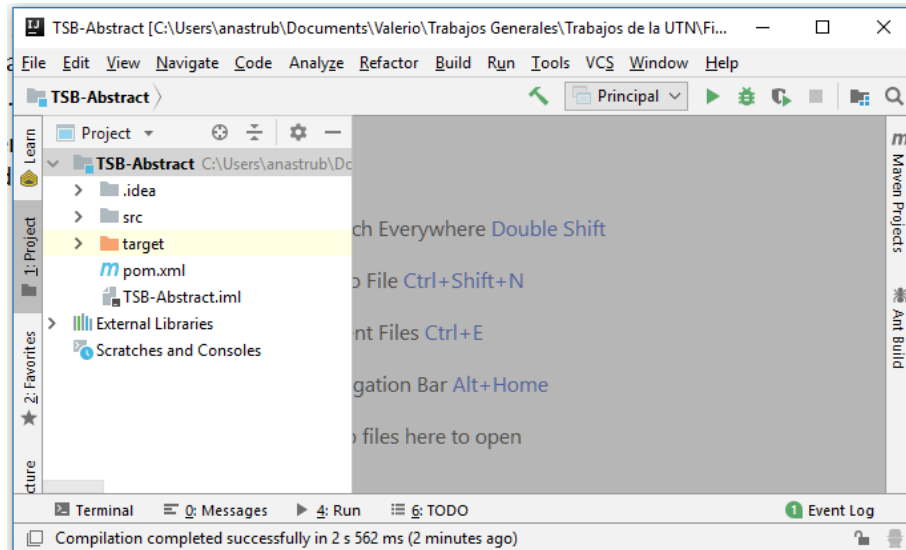 TSB-Abstract [C:\Users\anastrub\Documents\Valerio\Trabajos Generales\Trabajos de la UTN\Fi...
File Edit View Navigate Code Analyze Refactor Build Run Tools VCS Window Help
TSB-Abstract
Principal
Learn
1: Project
2: Favorites
cture
Project
TSB-Abstract C:\Users\anastrub\Dc
.idea
src
target
pom.xml
TSB-Abstract.iml
External Libraries
Scratches and Consoles
ch Everywhere Double Shift
o File Ctrl+Shift+N
nt Files Ctrl+E
gation Bar Alt+Home
files here to open
Maven Projects
Ant Build
Terminal 0: Messages 4: Run 6: TODO 1 Event Log
Compilation completed successfully in 2 s 562 ms (2 minutes ago)